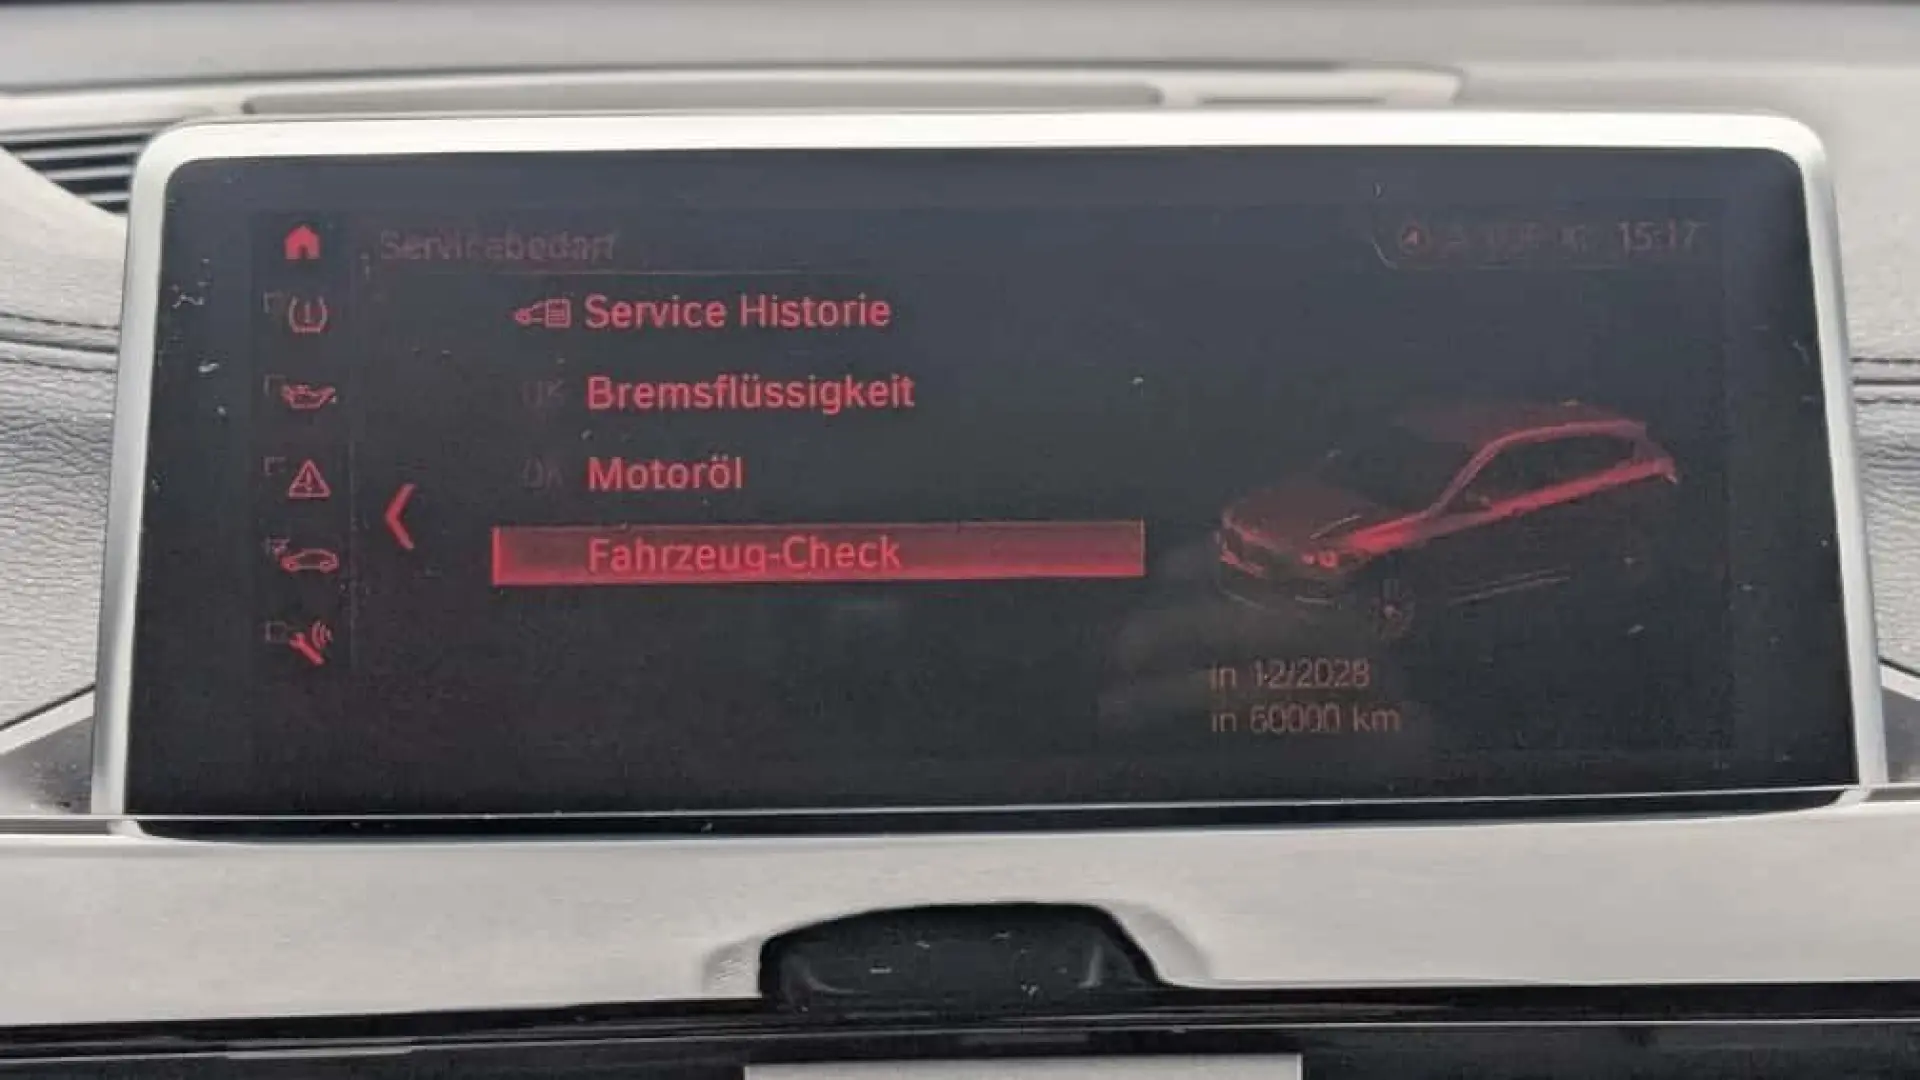 Servicebedarf
15:17
Service Historie
OK Bremsflüssigkeit
OK Motoröl
Fahrzeug-Check
in 12/2028
in 60000 km